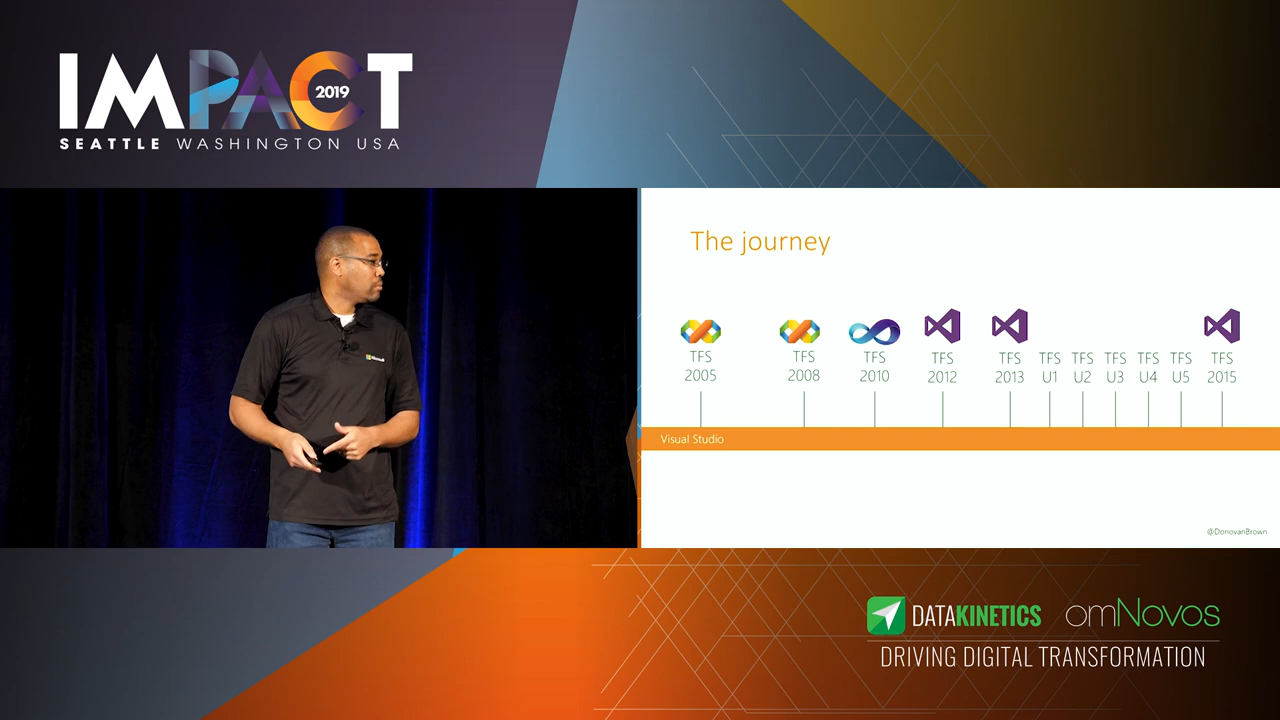 IMPACT
2019
SEATTLE WASHINGTON USA
The journey
TFS
2005
TFS
2008
TFS
2010
TFS
2012
TFS
2013
TFS
U1
TFS
U2
TFS
U3
TFS
U4
TFS
U5
TFS
2015
Visual Studio
@DonovanBrown
Microsoft
DATAKINETICS
omNovos
DRIVING DIGITAL TRANSFORMATION